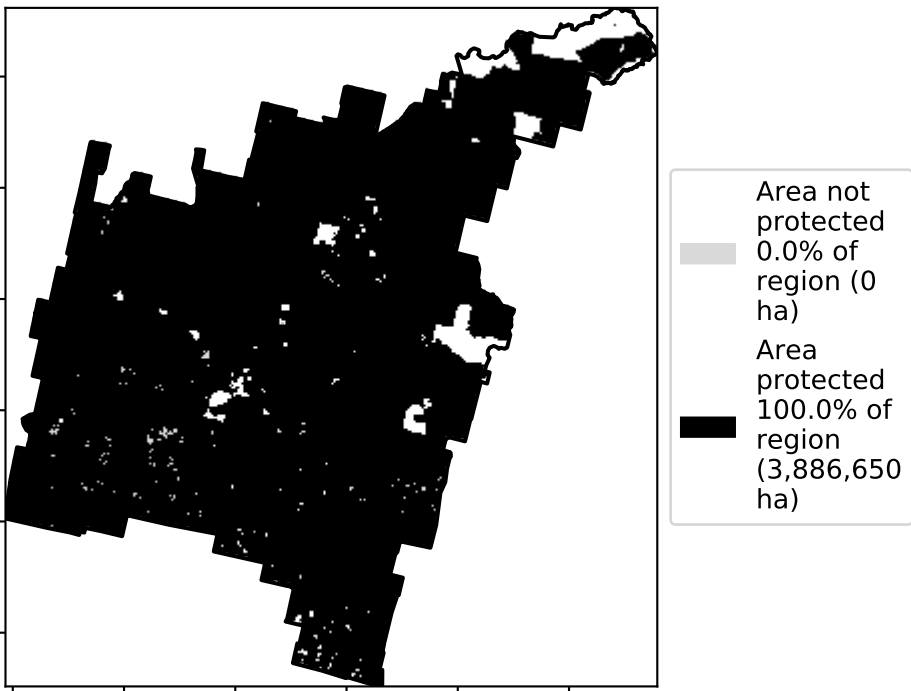 Area not
protected
0.0% of
region (0
ha)
Area
protected
100.0% of
region
(3,886,650
ha)